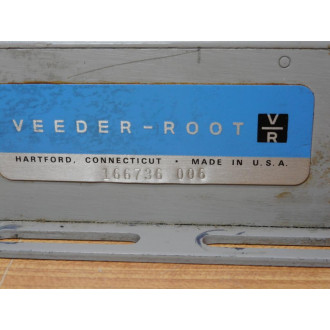 VEEDER-ROOT V/R
HARTFORD, CONNECTICUT • MADE IN U.S.A.
166736 006